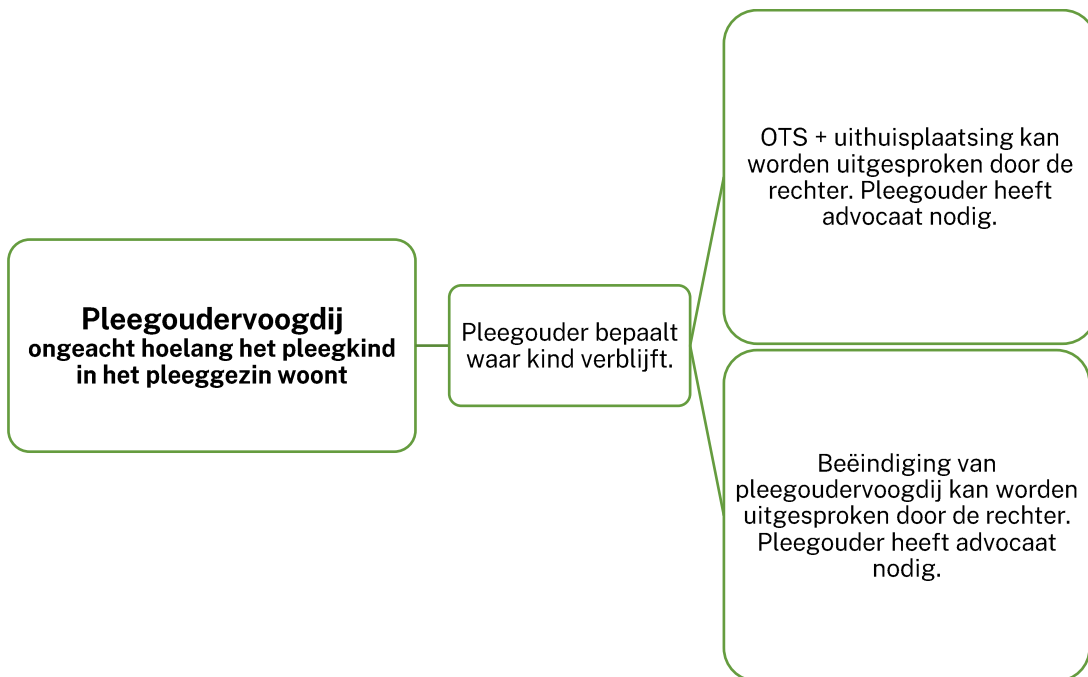 Pleegoudervoogdij
ongeacht hoelang het pleegkind
in het pleeggezin woont
Pleegouder bepaalt
waar kind verblijft.
OTS + uithuisplaatsing kan
worden uitgesproken door de
rechter. Pleegouder heeft
advocaat nodig.
Beëindiging van
pleegoudervoogdij kan worden
uitgesproken door de rechter.
Pleegouder heeft advocaat
nodig.